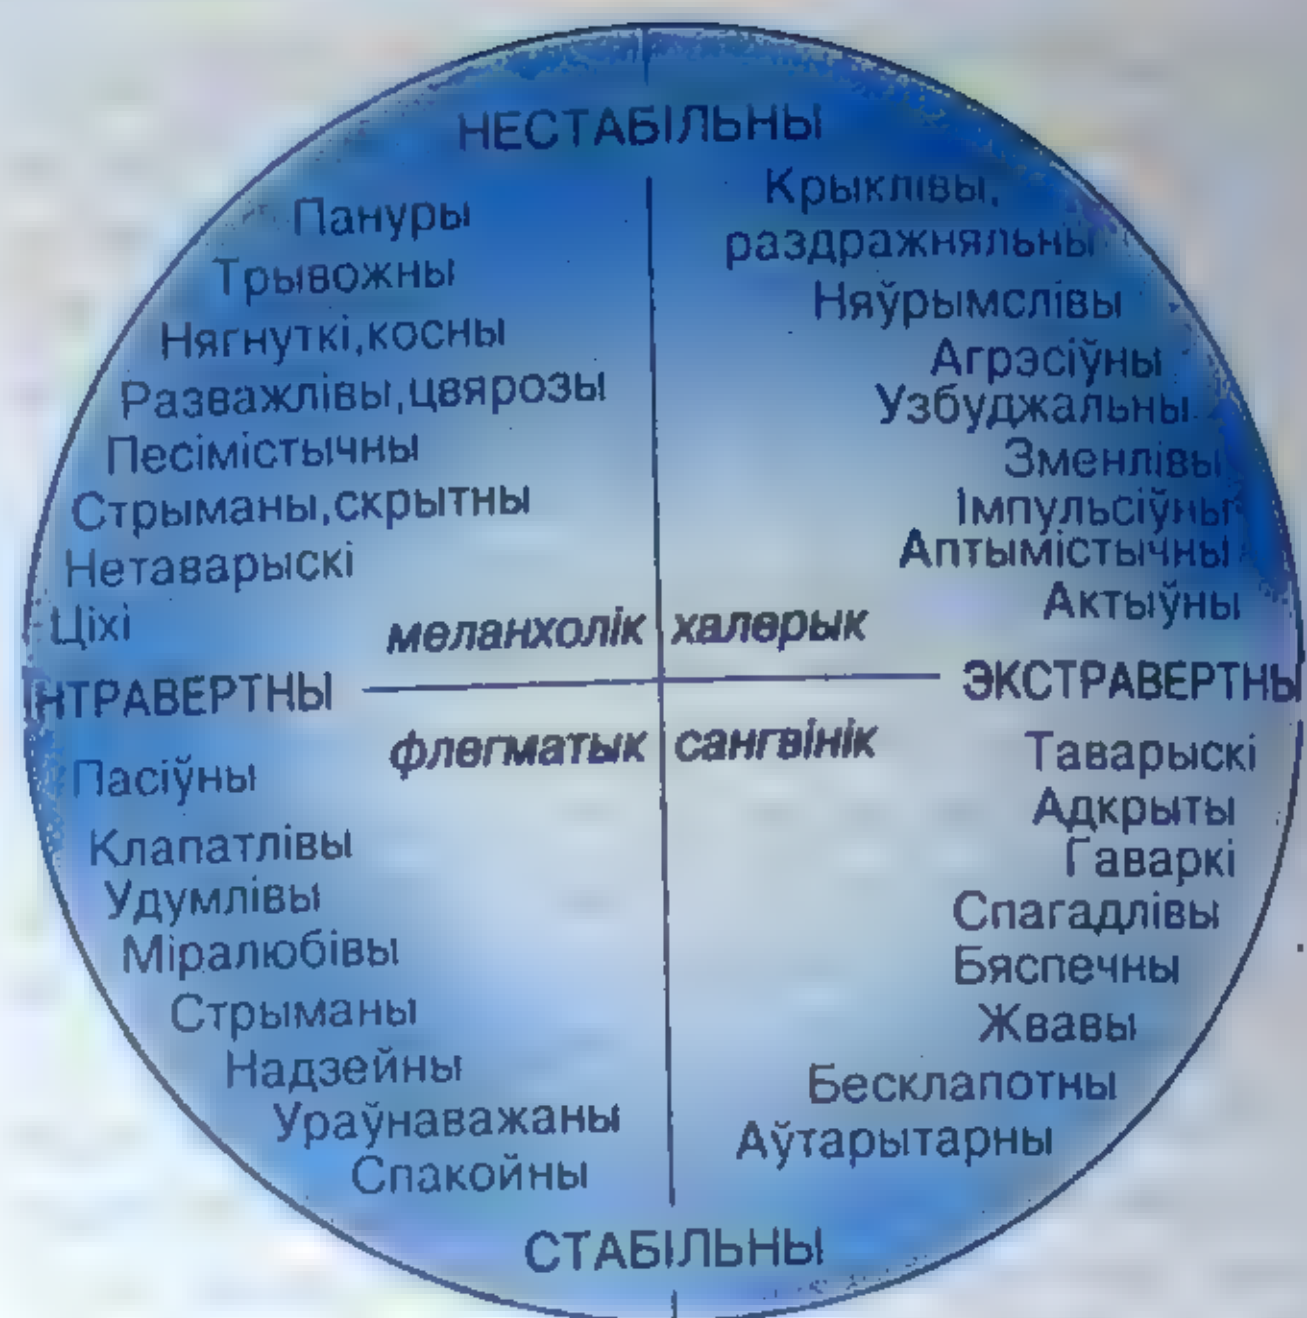 НЕСТАБІЛЬНЫ
Пануры
Трывожны
Нягнуткі,косны
Разважлівы,цвярозы
Песімістычны
Стрыманы,скрытны
Нетаварыскі
Ціхі
меланхолік
Крыклівы,
раздражняльны
Няўрымслівы
Агрэсіўны
Узбуджальны
Зменлівы
Імпульсіўны
Аптымістычны
Актыўны
халерык
ІНТРАВЕРТНЫ
ЭКСТРАВЕРТНЫ
флегматык
Пасіўны
Клапатлівы
Удумлівы
Міралюбівы
Стрыманы
Надзейны
Ураўнаважаны
Спакойны
сангвінік
Таварыскі
Адкрыты
Гаваркі
Спагадлівы
Бяспечны
Жвавы
Бесклапотны
Аўтарытарны
СТАБІЛЬНЫ